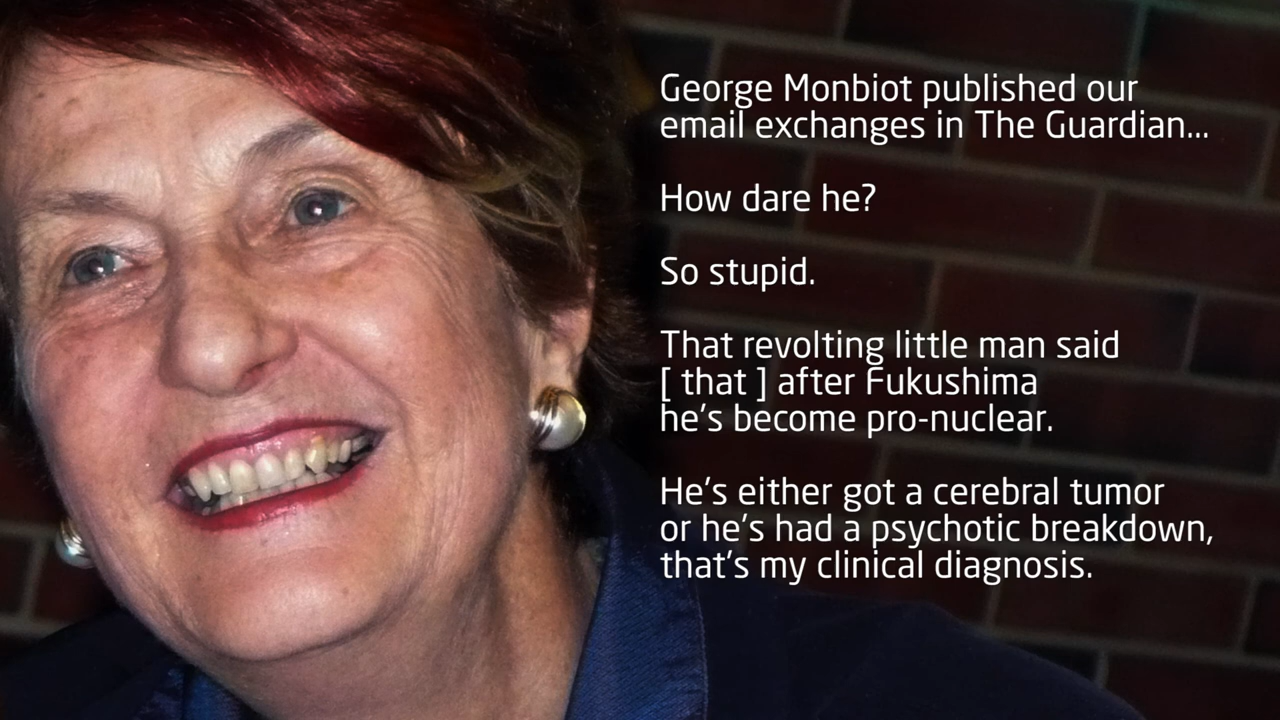 George Monbiot published our
email exchanges in The Guardian...
How dare he?
So stupid.
That revolting little man said
[ that ] after Fukushima
he's become pro-nuclear.
He's either got a cerebral tumor
or he's had a psychotic breakdown,
that's my clinical diagnosis.